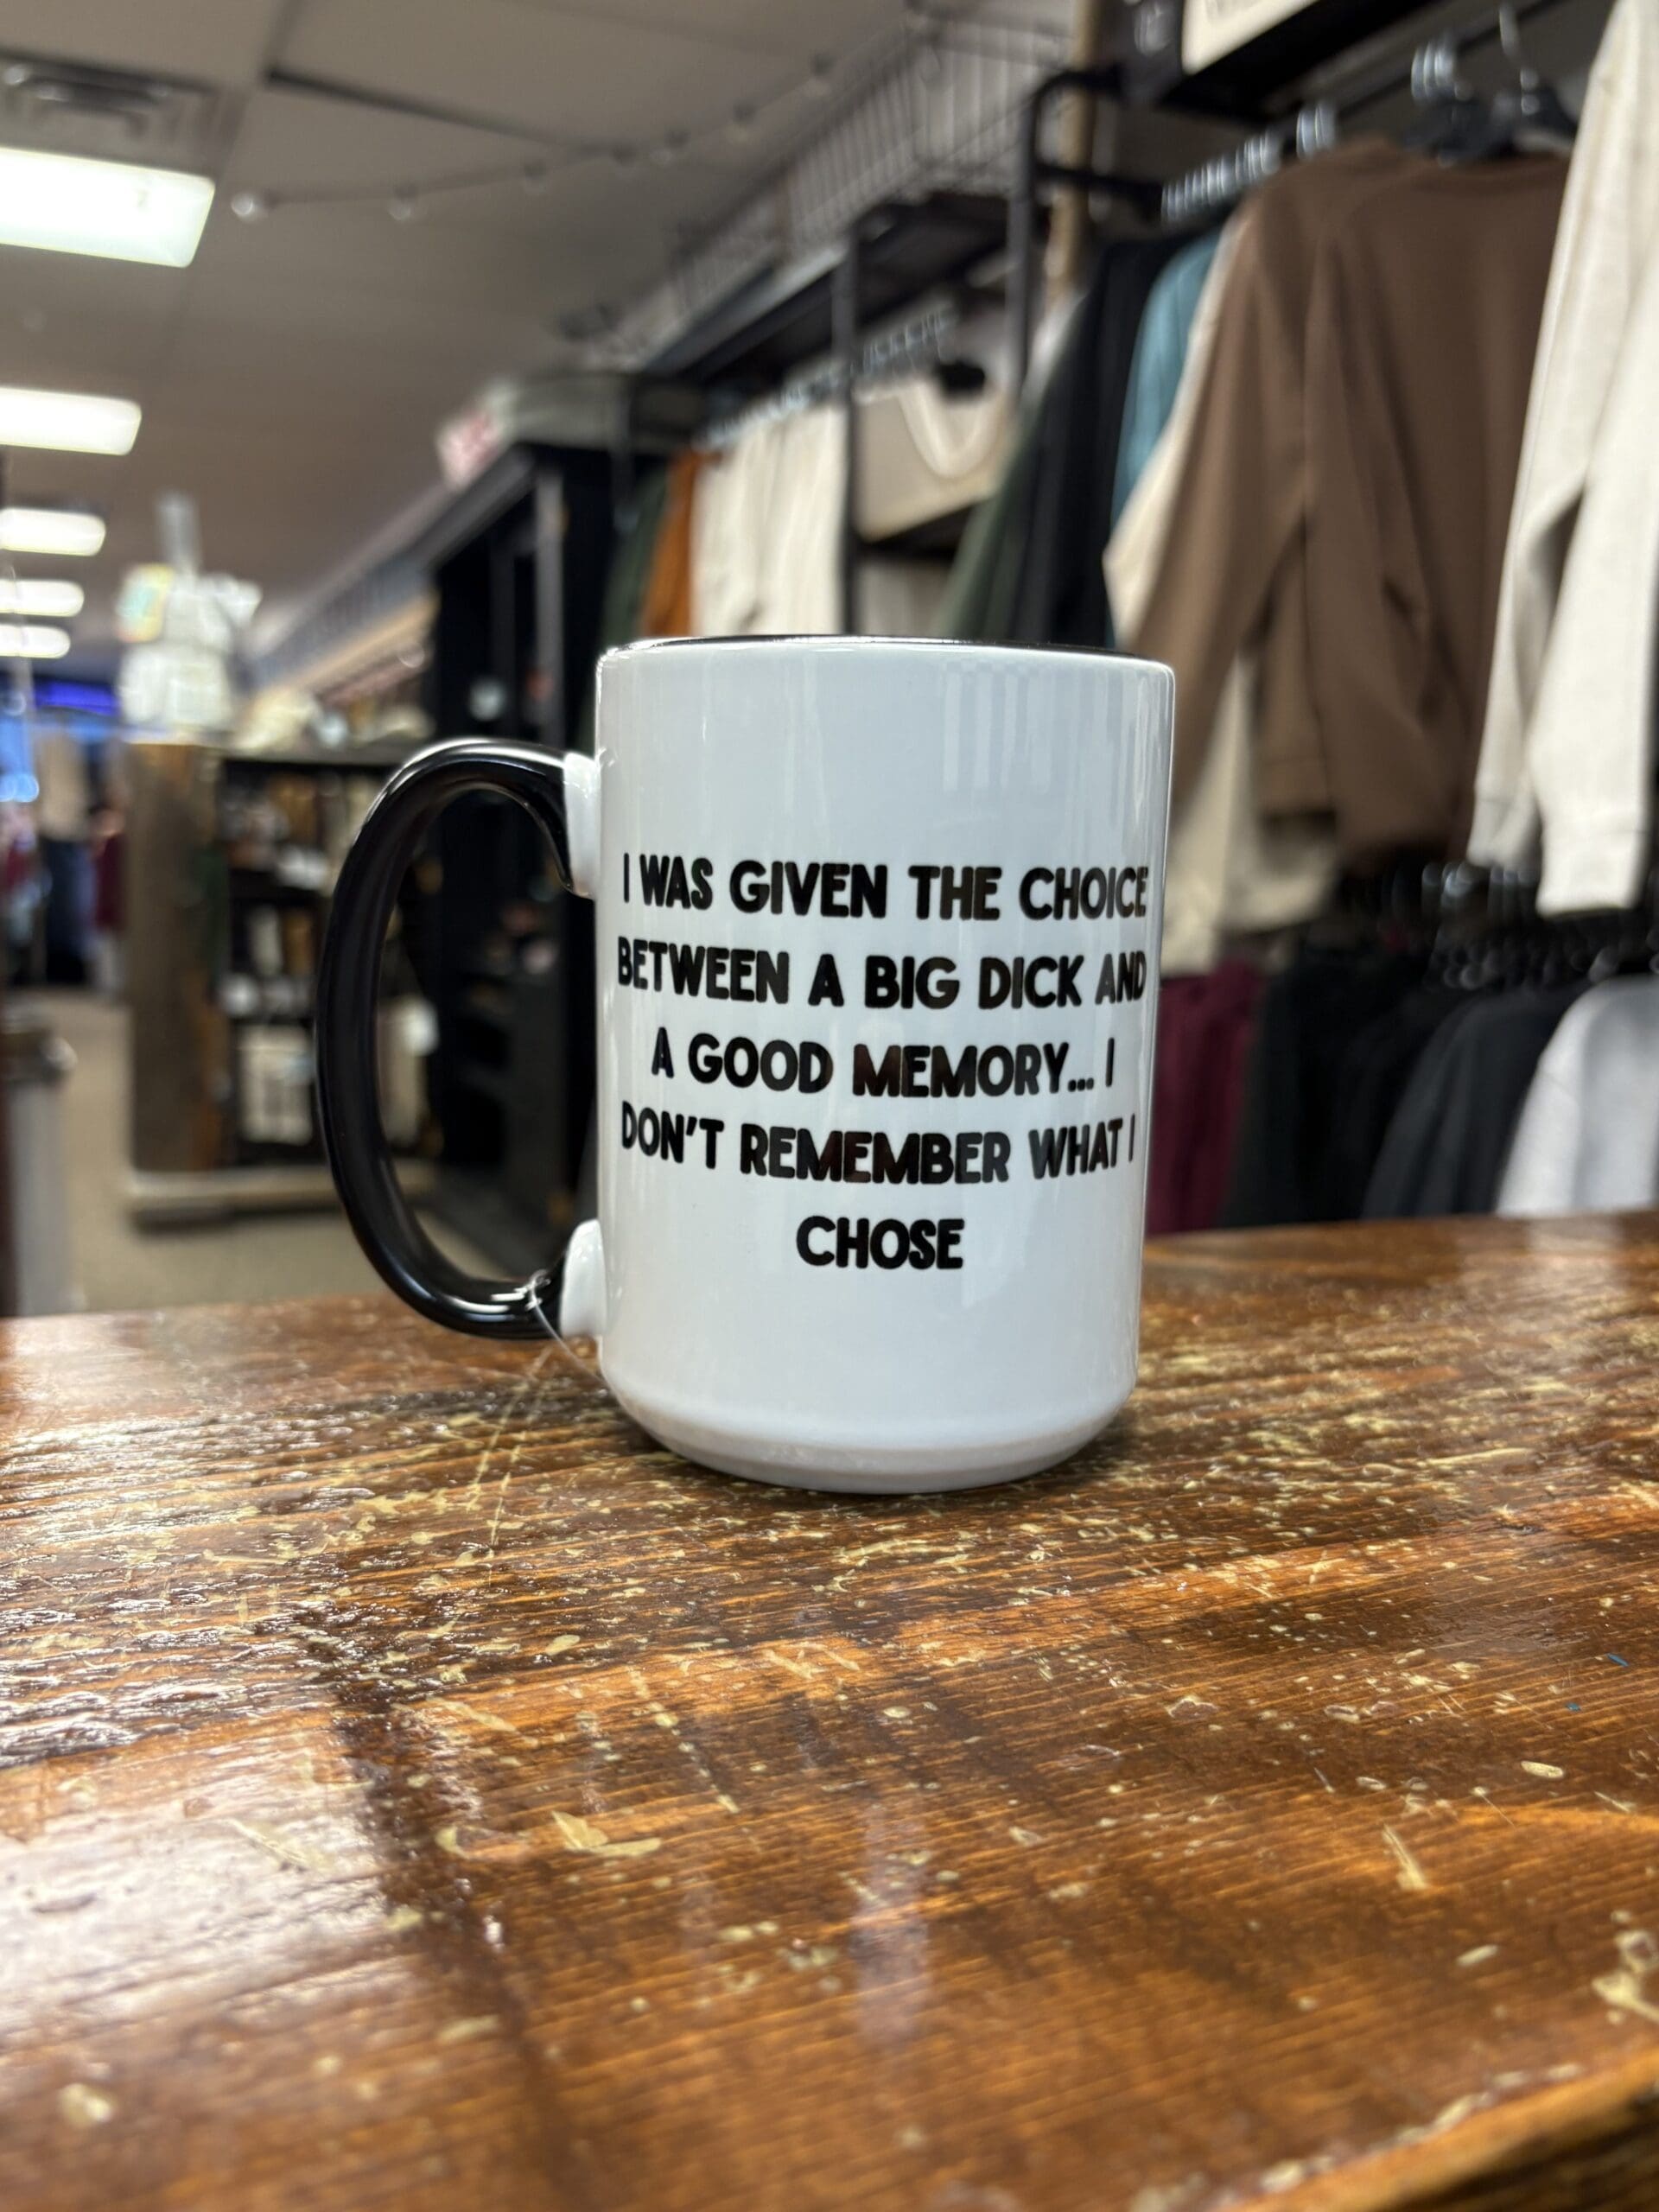 I WAS GIVEN THE CHOICE
BETWEEN A BIG DICK AND
A GOOD MEMORY... I
DON'T REMEMBER WHAT I
CHOSE